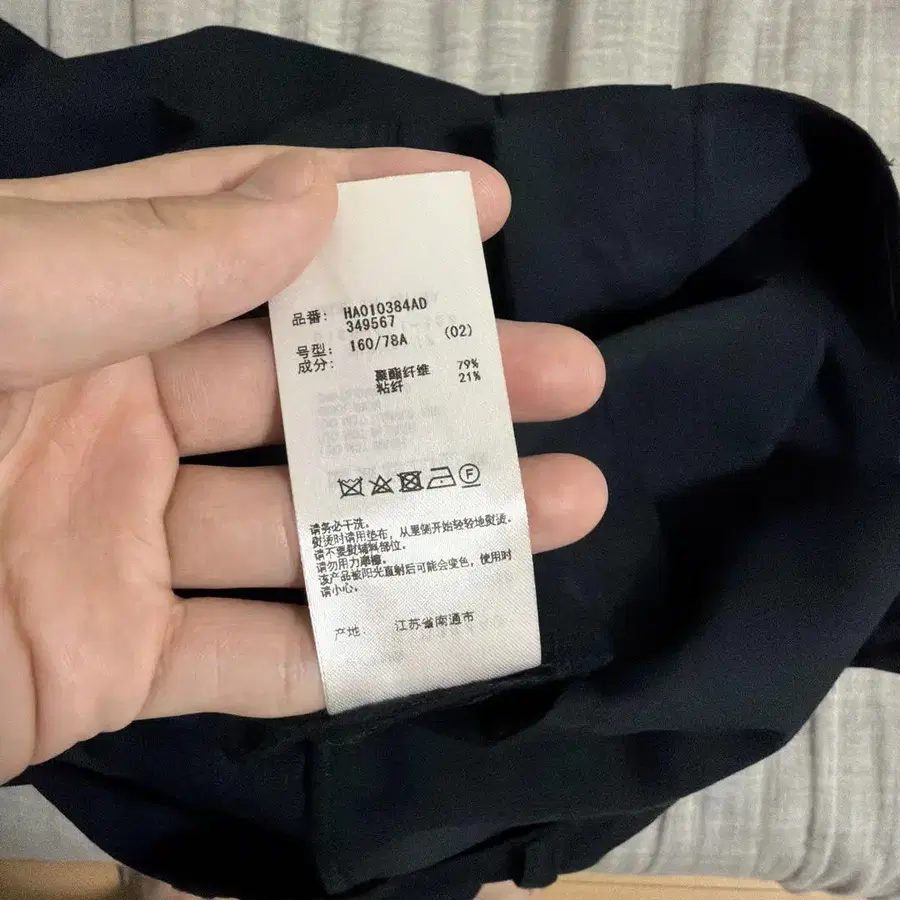 品番: HA010384AD
349567
号型: 160/78A (02)
成分:
聚酯纤维 79%
粘纤 21%
F
请务必干洗。
熨烫时请用垫布，从里侧开始轻轻地熨烫。
请不要熨辅料部位。
请勿用力摩擦。
该产品被阳光直射后可能会变色，使用时
请小心。
产地: 江苏省南通市